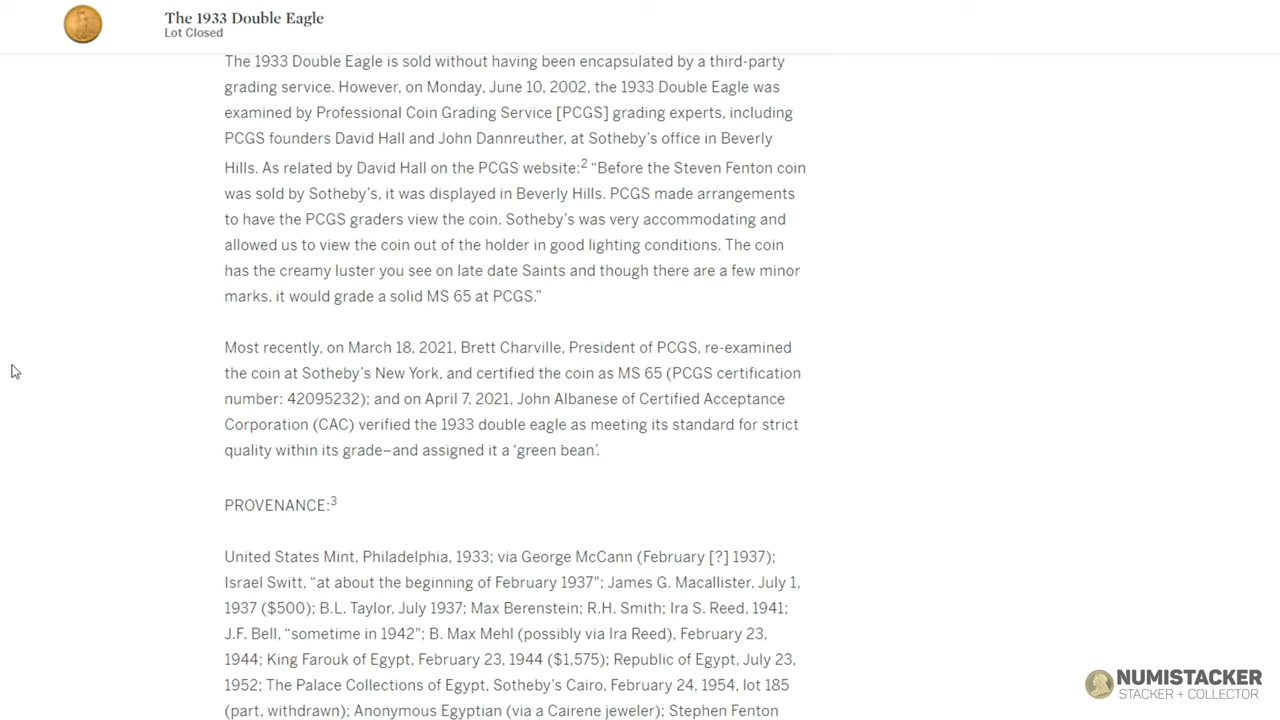 The 1933 Double Eagle
Lot Closed
The 1933 Double Eagle is sold without having been encapsulated by a third-party
grading service. However, on Monday, June 10, 2002, the 1933 Double Eagle was
examined by Professional Coin Grading Service [PCGS] grading experts, including
PCGS founders David Hall and John Dannreuther, at Sotheby's office in Beverly
Hills. As related by David Hall on the PCGS website:2 “Before the Steven Fenton coin
was sold by Sotheby's, it was displayed in Beverly Hills. PCGS made arrangements
to have the PCGS graders view the coin. Sotheby's was very accommodating and
allowed us to view the coin out of the holder in good lighting conditions. The coin
has the creamy luster you see on late date Saints and though there are a few minor
marks, it would grade a solid MS 65 at PCGS.”
Most recently, on March 18, 2021, Brett Charville, President of PCGS, re-examined
the coin at Sotheby's New York, and certified the coin as MS 65 (PCGS certification
number: 42095232); and on April 7, 2021, John Albanese of Certified Acceptance
Corporation (CAC) verified the 1933 double eagle as meeting its standard for strict
quality within its grade–and assigned it a ‘green bean’.
PROVENANCE:3
United States Mint, Philadelphia, 1933; via George McCann (February [?] 1937);
Israel Switt, “at about the beginning of February 1937"; James G. Macallister, July 1,
1937 ($500); B.L. Taylor, July 1937; Max Berenstein; R.H. Smith; Ira S. Reed, 1941;
J.F. Bell, “sometime in 1942"; B. Max Mehl (possibly via Ira Reed), February 23,
1944; King Farouk of Egypt, February 23, 1944 ($1,575); Republic of Egypt, July 23,
1952; The Palace Collections of Egypt, Sotheby's Cairo, February 24, 1954, lot 185
(part, withdrawn); Anonymous Egyptian (via a Cairene jeweler); Stephen Fenton
NUMISTACKER
STACKER + COLLECTOR